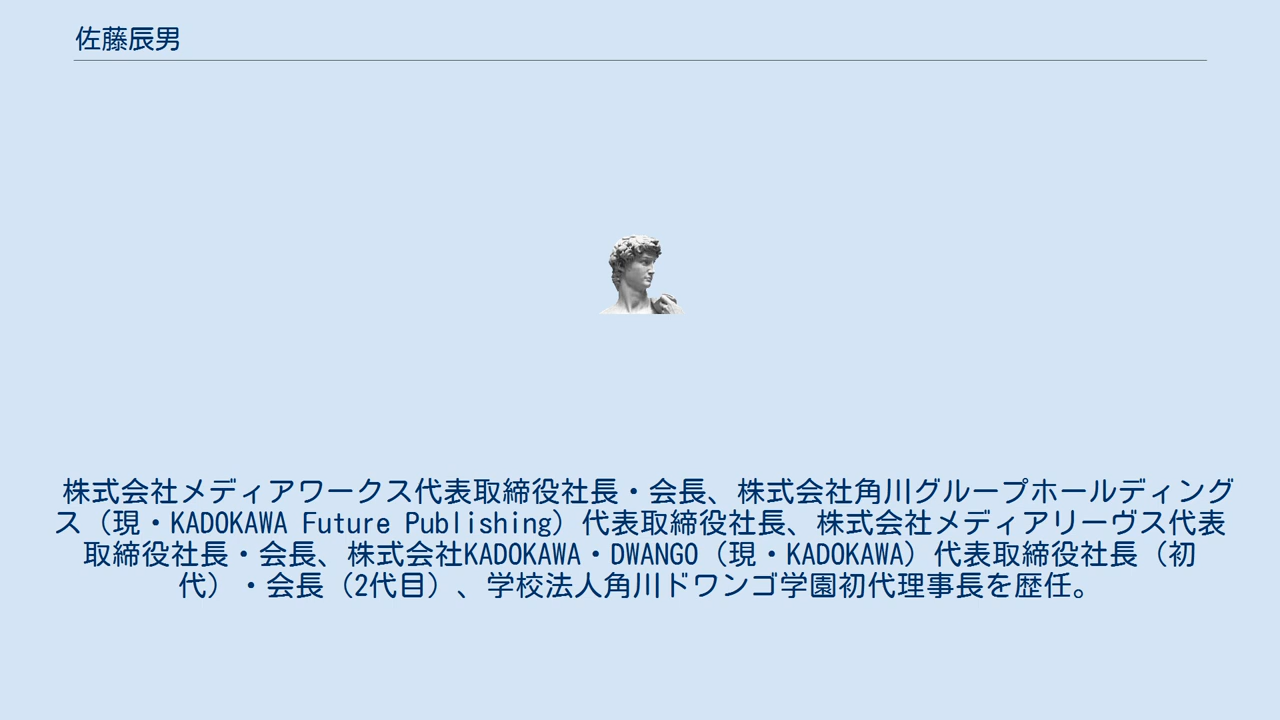 佐藤辰男
株式会社メディアワークス代表取締役社長・会長、株式会社角川グループホールディング
ス（現・KADOKAWA Future Publishing）代表取締役社長、株式会社メディアリーヴス代表
取締役社長・会長、株式会社KADOKAWA・DWANGO（現・KADOKAWA）代表取締役社長（初
代）・会長（2代目）、学校法人角川ドワンゴ学園初代理事長を歴任。